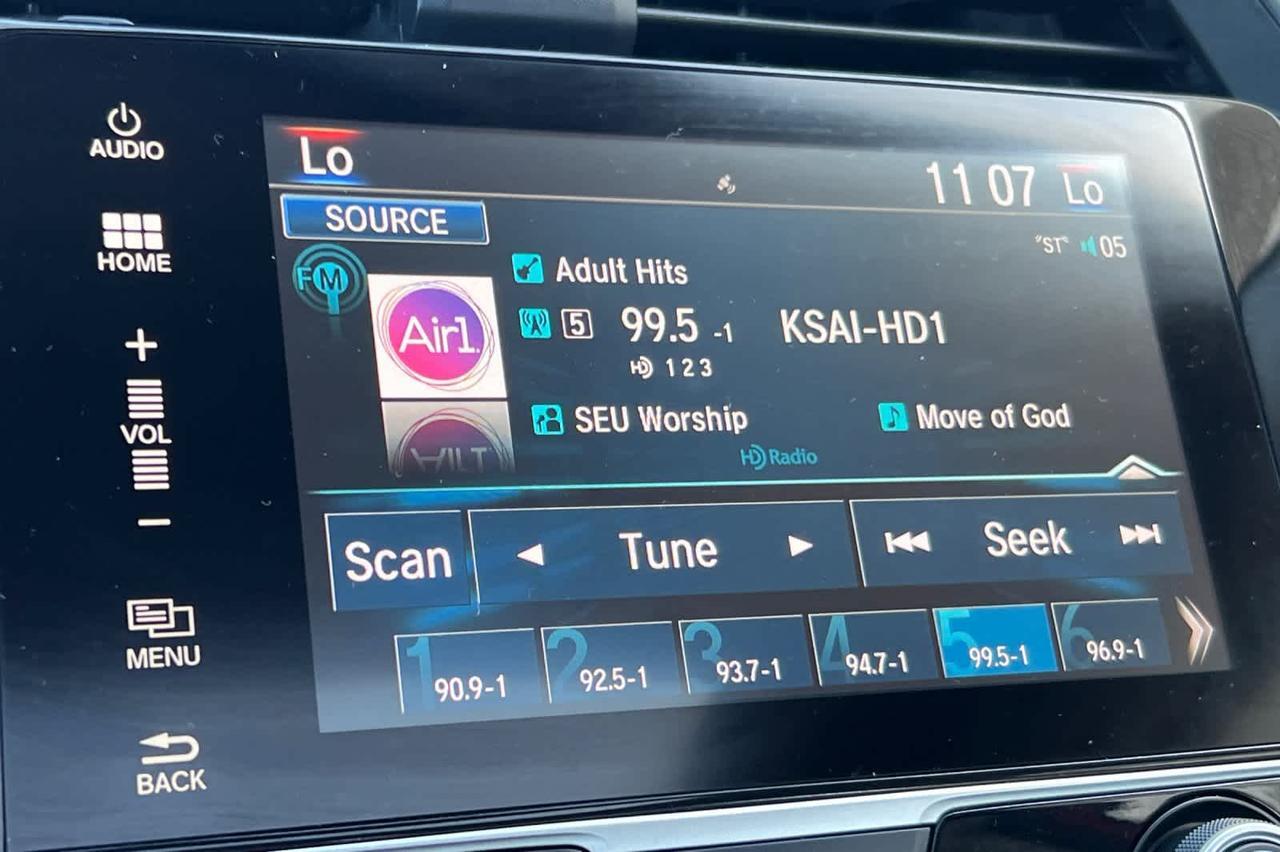 AUDIO
HOME
+
VOL
−
MENU
BACK
Lo
11 07 Lo
SOURCE
"ST" 05
FM
Air1
Adult Hits
5 99.5 -1 KSAI-HD1
HD 1 2 3
SEU Worship Move of God
HD Radio
Scan Tune Seek
1 90.9-1
2 92.5-1
3 93.7-1
4 94.7-1
5 99.5-1
6 96.9-1